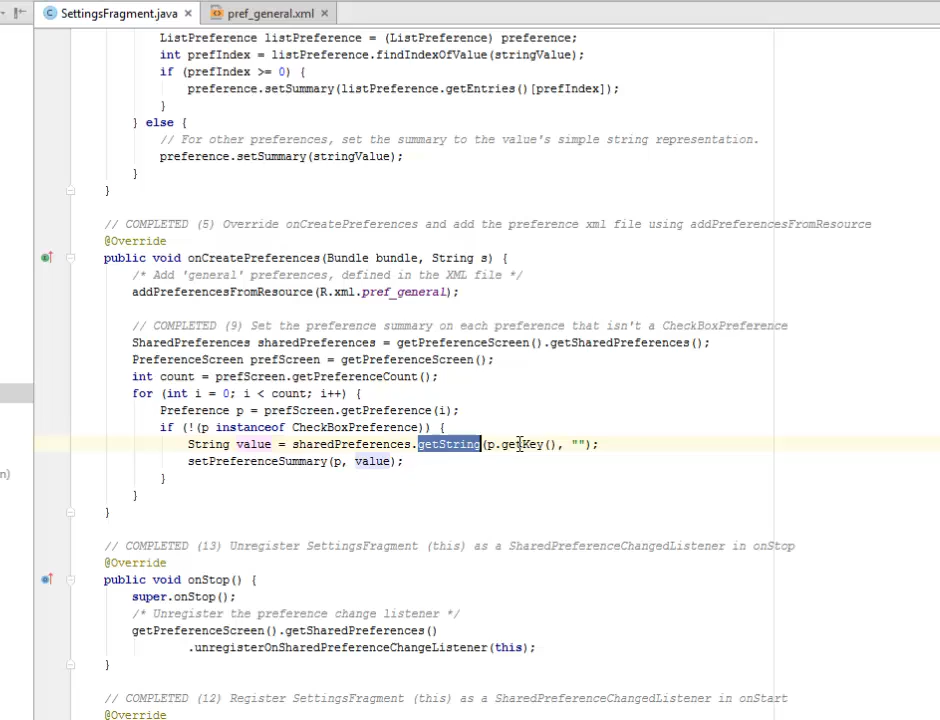 SettingsFragment.java
pref_general.xml
ListPreference listPreference = (ListPreference) preference;
int prefIndex = listPreference.findIndexOfValue(stringValue);
if (prefIndex >= 0) {
preference.setSummary(listPreference.getEntries()[prefIndex]);
}
} else {
// For other preferences, set the summary to the value's simple string representation.
preference.setSummary(stringValue);
}
}
// COMPLETED (5) Override onCreatePreferences and add the preference xml file using addPreferencesFromResource
@Override
public void onCreatePreferences(Bundle bundle, String s) {
/* Add 'general' preferences, defined in the XML file */
addPreferencesFromResource(R.xml.pref_general);
// COMPLETED (9) Set the preference summary on each preference that isn't a CheckBoxPreference
SharedPreferences sharedPreferences = getPreferenceScreen().getSharedPreferences();
PreferenceScreen prefScreen = getPreferenceScreen();
int count = prefScreen.getPreferenceCount();
for (int i = 0; i < count; i++) {
Preference p = prefScreen.getPreference(i);
if (!(p instanceof CheckBoxPreference)) {
String value = sharedPreferences.getString(p.getKey(), "");
setPreferenceSummary(p, value);
}
}
}
// COMPLETED (13) Unregister SettingsFragment (this) as a SharedPreferenceChangedListener in onStop
@Override
public void onStop() {
super.onStop();
/* Unregister the preference change listener */
getPreferenceScreen().getSharedPreferences()
.unregisterOnSharedPreferenceChangeListener(this);
}
// COMPLETED (12) Register SettingsFragment (this) as a SharedPreferenceChangedListener in onStart
@Override